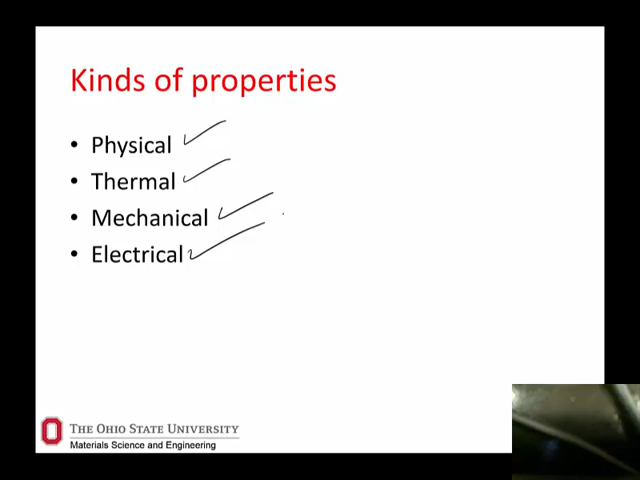 Kinds of properties
• Physical
• Thermal
• Mechanical
• Electrical
THE OHIO STATE UNIVERSITY
Materials Science and Engineering